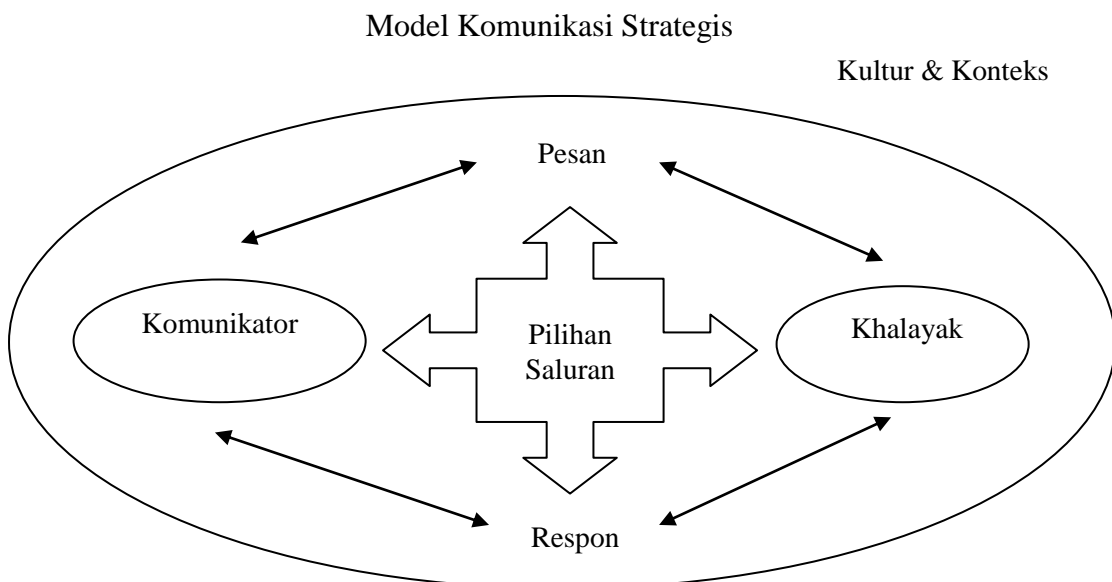 Model Komunikasi Strategis
Kultur & Konteks
Pesan
Komunikator
Pilihan
Saluran
Khalayak
Respon